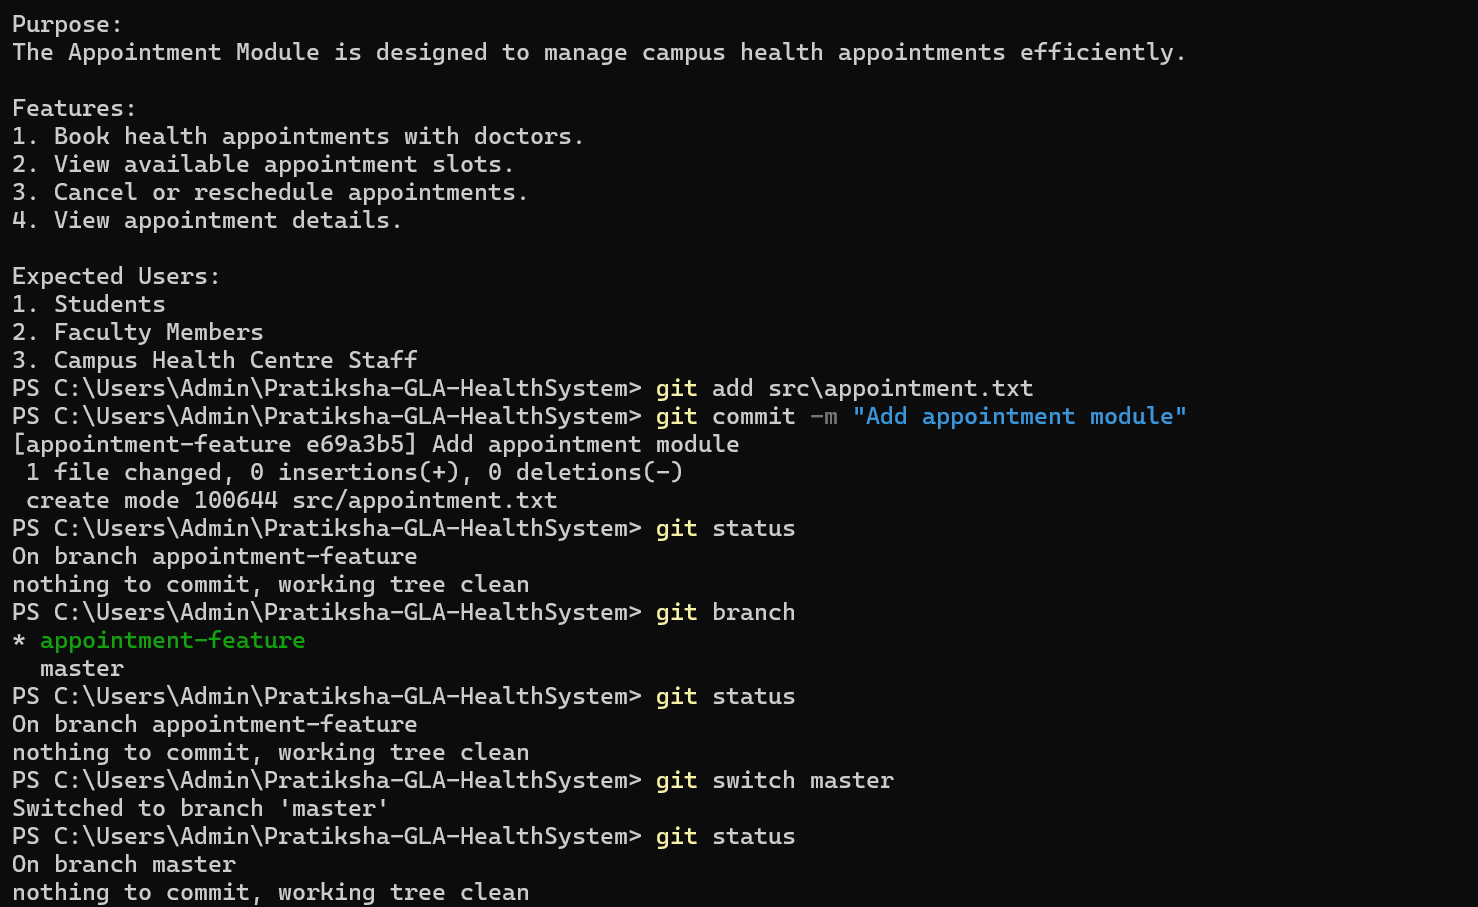 Purpose:
The Appointment Module is designed to manage campus health appointments efficiently.
Features:
1. Book health appointments with doctors.
2. View available appointment slots.
3. Cancel or reschedule appointments.
4. View appointment details.
Expected Users:
1. Students
2. Faculty Members
3. Campus Health Centre Staff
PS C:\Users\Admin\Pratiksha-GLA-HealthSystem> git add src\appointment.txt
PS C:\Users\Admin\Pratiksha-GLA-HealthSystem> git commit -m "Add appointment module"
[appointment-feature e69a3b5] Add appointment module
 1 file changed, 0 insertions(+), 0 deletions(-)
 create mode 100644 src/appointment.txt
PS C:\Users\Admin\Pratiksha-GLA-HealthSystem> git status
On branch appointment-feature
nothing to commit, working tree clean
PS C:\Users\Admin\Pratiksha-GLA-HealthSystem> git branch
* appointment-feature
  master
PS C:\Users\Admin\Pratiksha-GLA-HealthSystem> git status
On branch appointment-feature
nothing to commit, working tree clean
PS C:\Users\Admin\Pratiksha-GLA-HealthSystem> git switch master
Switched to branch 'master'
PS C:\Users\Admin\Pratiksha-GLA-HealthSystem> git status
On branch master
nothing to commit, working tree clean